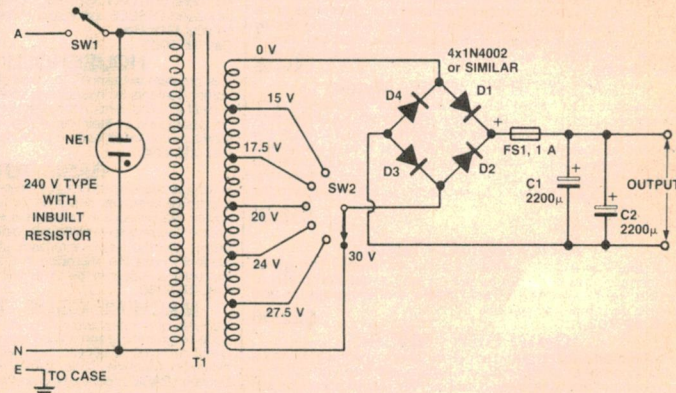 A
SW1
NE1
240 V TYPE
WITH
INBUILT
RESISTOR
N
E
TO CASE
T1
0 V
15 V
17.5 V
20 V
24 V
27.5 V
SW2
30 V
4x1N4002
or SIMILAR
D4
D1
D3
D2
+
FS1, 1 A
+
C1
2200μ
+
C2
2200μ
OUTPUT